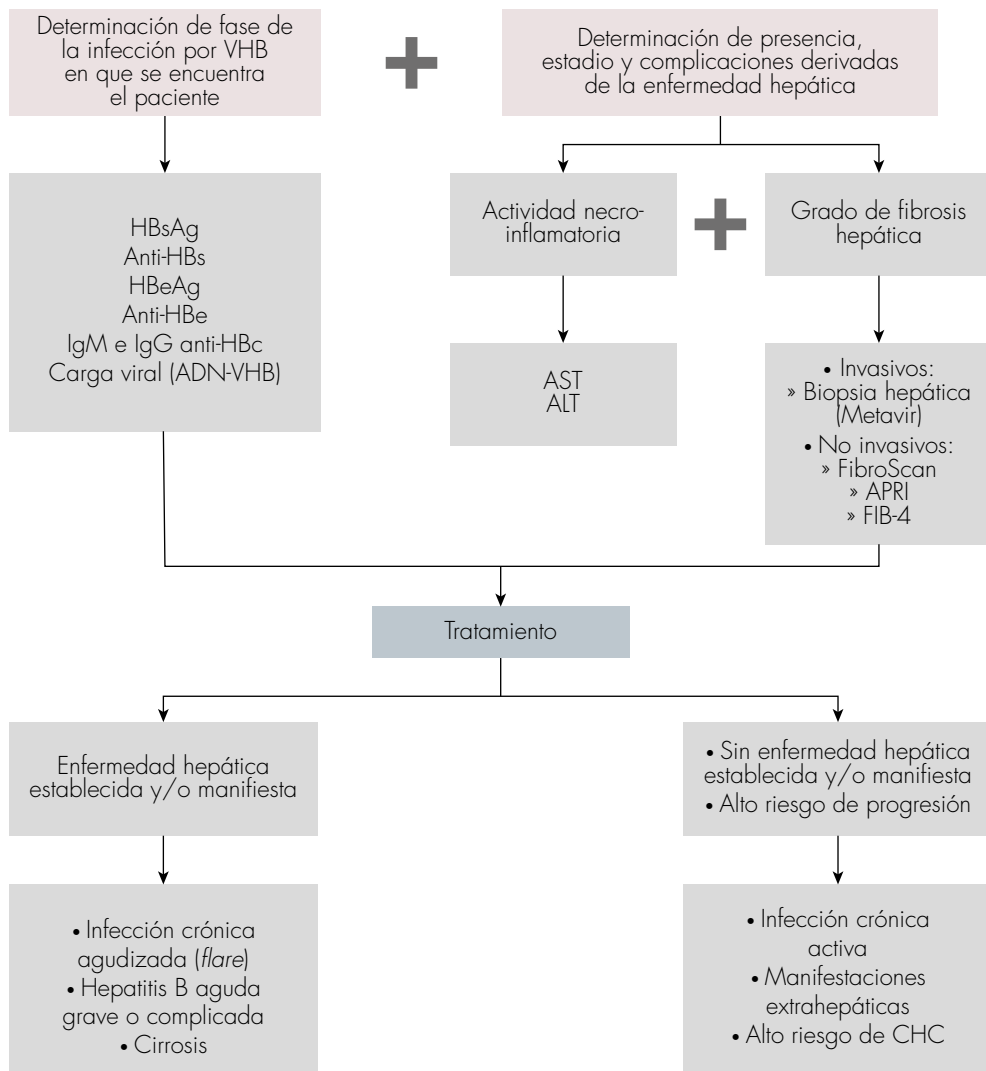 Determinación de fase de
la infección por VHB
en que se encuentra
el paciente
+
Determinación de presencia,
estadio y complicaciones derivadas
de la enfermedad hepática
HBsAg
Anti-HBs
HBeAg
Anti-HBe
IgM e IgG anti-HBc
Carga viral (ADN-VHB)
Actividad necro-
inflamatoria
+
Grado de fibrosis
hepática
AST
ALT
• Invasivos:
» Biopsia hepática
(Metavir)
• No invasivos:
» FibroScan
» APRI
» FIB-4
Tratamiento
Enfermedad hepática
establecida y/o manifiesta
• Sin enfermedad hepática
establecida y/o manifiesta
• Alto riesgo de progresión
• Infección crónica
agudizada (flare)
• Hepatitis B aguda
grave o complicada
• Cirrosis
• Infección crónica
activa
• Manifestaciones
extrahepáticas
• Alto riesgo de CHC